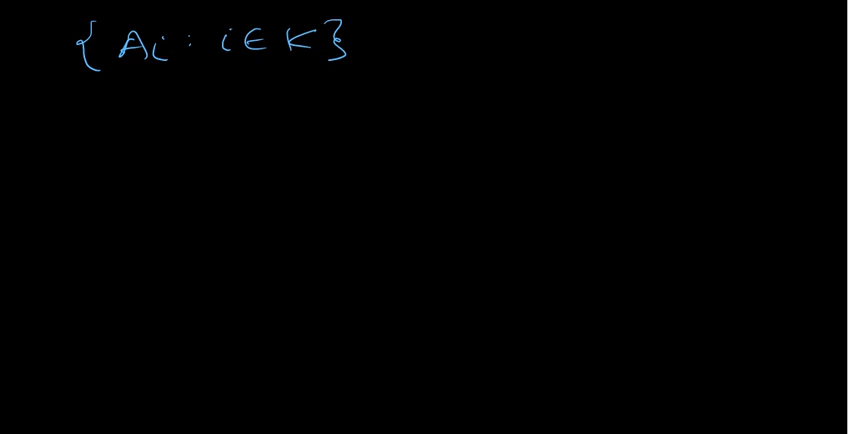 { Ai : i ∈ K }